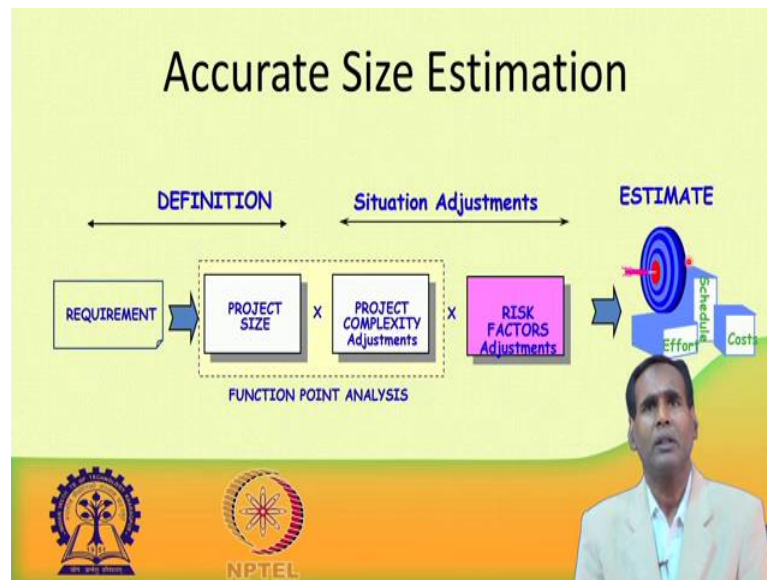 Accurate Size Estimation
DEFINITION
Situation Adjustments
ESTIMATE
REQUIREMENT
PROJECT
SIZE
X
PROJECT
COMPLEXITY
Adjustments
X
RISK
FACTORS
Adjustments
Schedule
Effort
Costs
FUNCTION POINT ANALYSIS
NPTEL